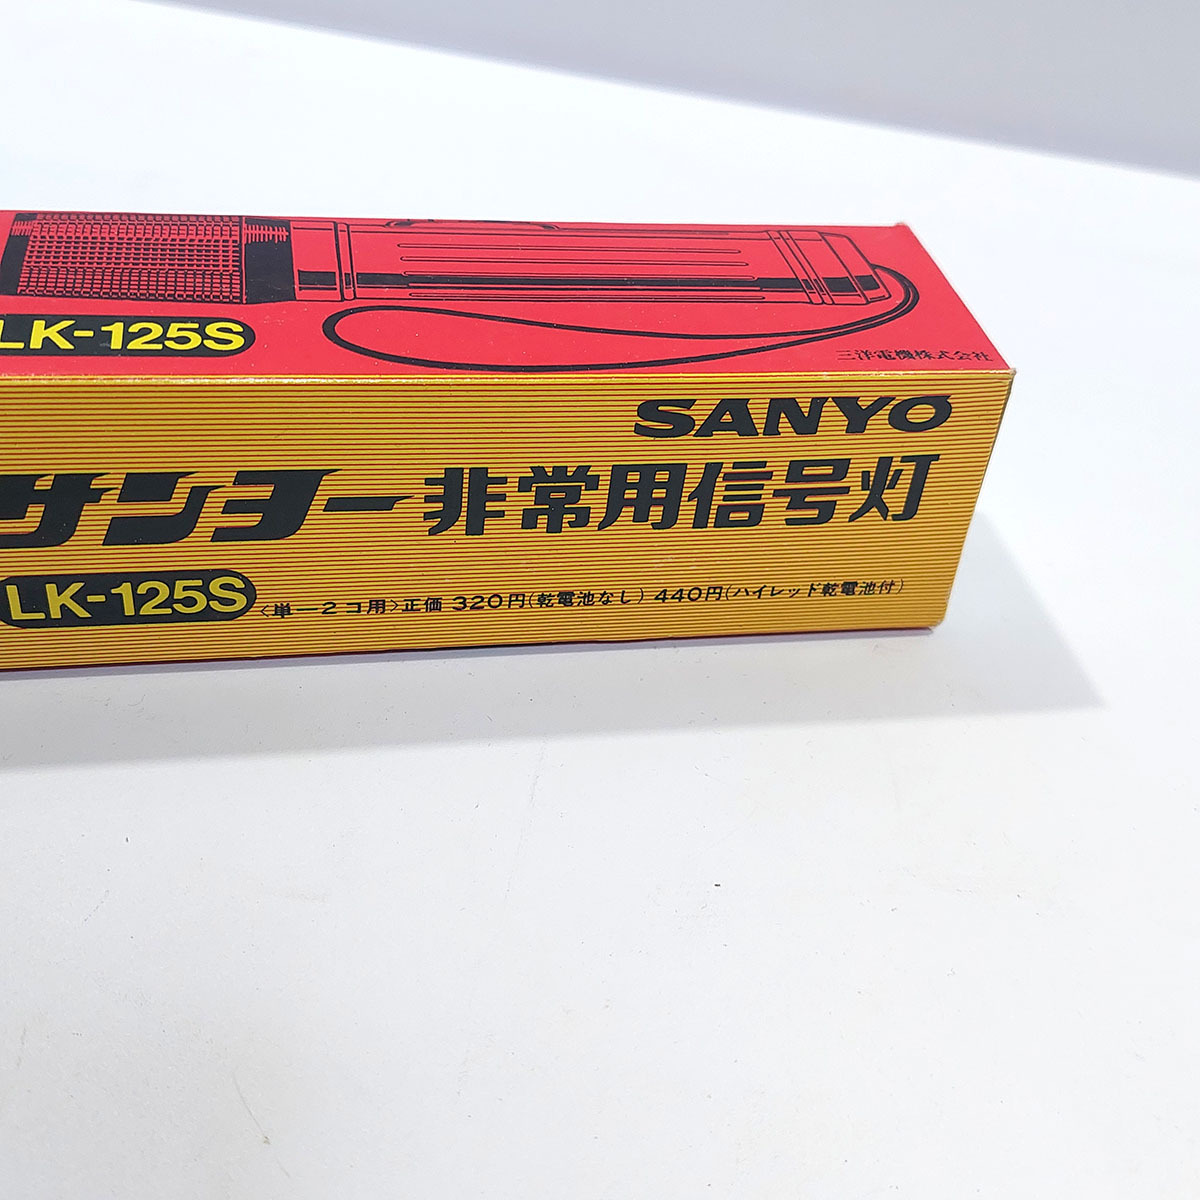 LK-125S
三洋電機株式会社
SANYO
サンヨー非常用信号灯
LK-125S <単一2コ用>正価 320円(乾電池なし) 440円(ハイレッド乾電池付)